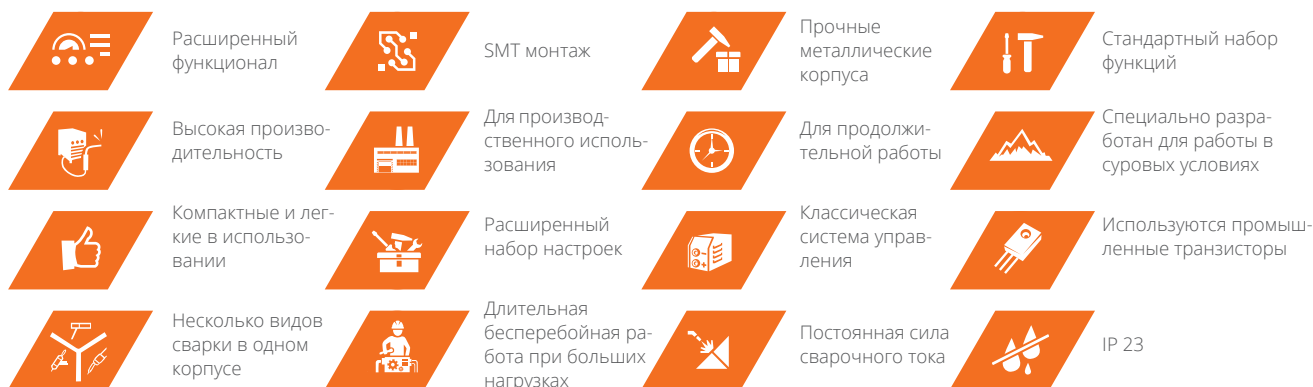 Расширенный
функционал
SMT монтаж
Прочные
металлические
корпуса
Стандартный набор
функций
Высокая произво-
дительность
Для производ-
ственного исполь-
зования
Для продолжи-
тельной работы
Специально разра-
ботан для работы в
суровых условиях
Компактные и лег-
кие в использо-
вании
Расширенный
набор настроек
Классическая
система управ-
ления
Используются промыш-
ленные транзисторы
Несколько видов
сварки в одном
корпусе
Длительная
бесперебойная ра-
бота при больших
нагрузках
Постоянная сила
сварочного тока
IP 23